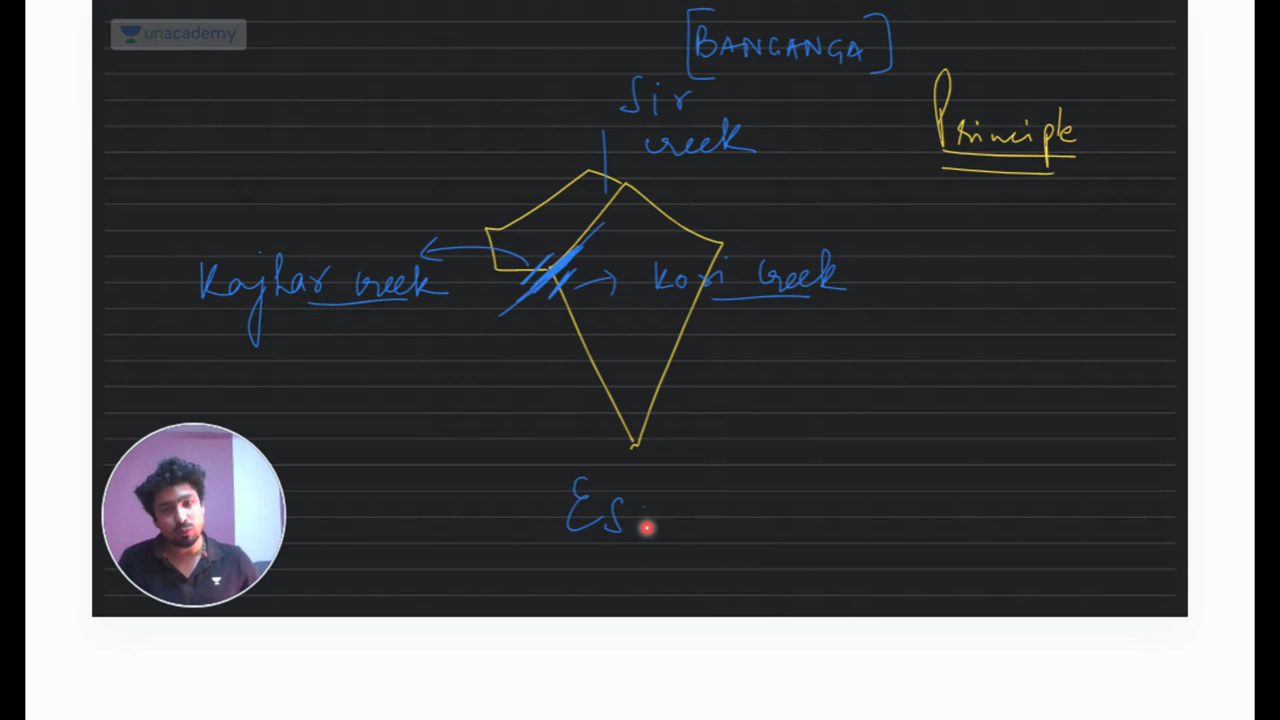 unacademy
[BANGANGA]
Sir
creek
Principle
Kajhar creek
Kori creek
Es